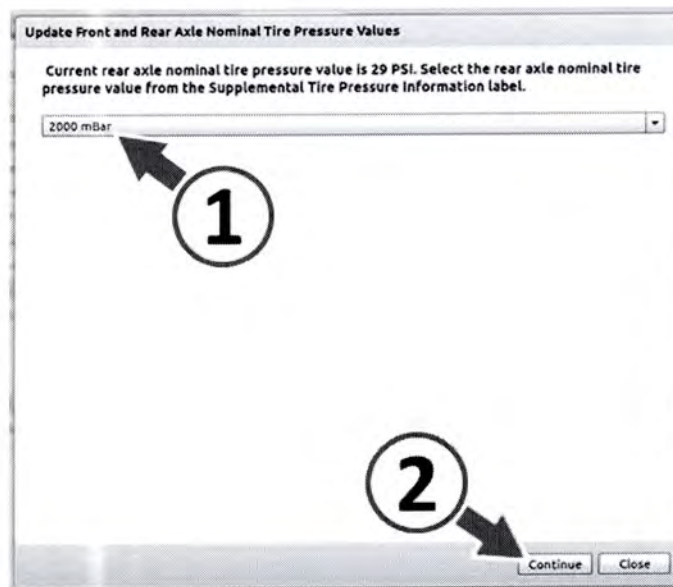 Update Front and Rear Axle Nominal Tire Pressure Values
Current rear axle nominal tire pressure value is 29 PSI. Select the rear axle nominal tire
pressure value from the Supplemental Tire Pressure Information label.
2000 mBar
1
2
Continue Close